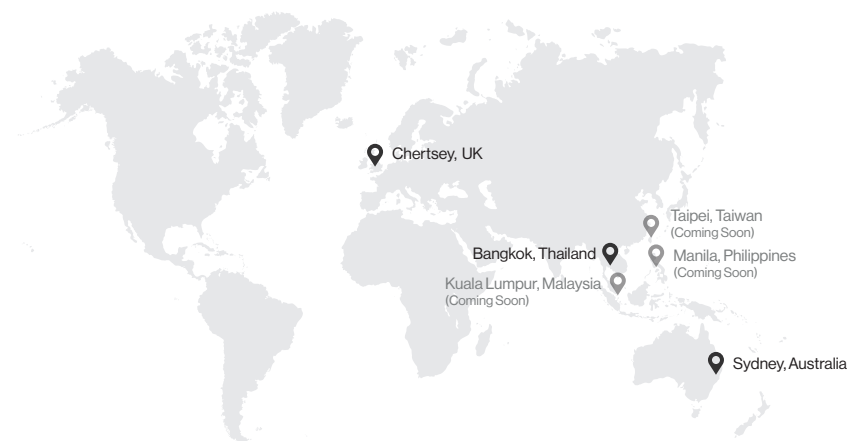 Chertsey, UK
Taipei, Taiwan
(Coming Soon)
Bangkok, Thailand
Manila, Philippines
(Coming Soon)
Kuala Lumpur, Malaysia
(Coming Soon)
Sydney, Australia